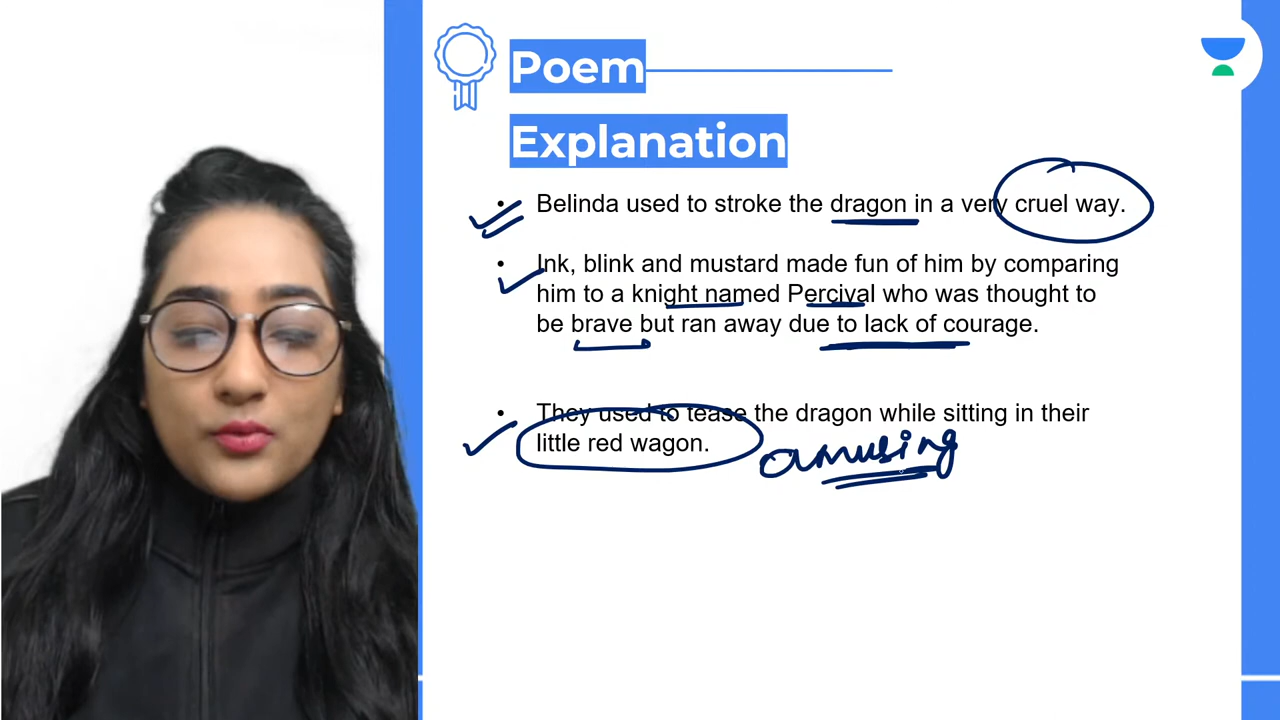 Poem
Explanation
• Belinda used to stroke the dragon in a very cruel way.
• Ink, blink and mustard made fun of him by comparing
him to a knight named Percival who was thought to
be brave but ran away due to lack of courage.
• They used to tease the dragon while sitting in their
little red wagon.
amusing